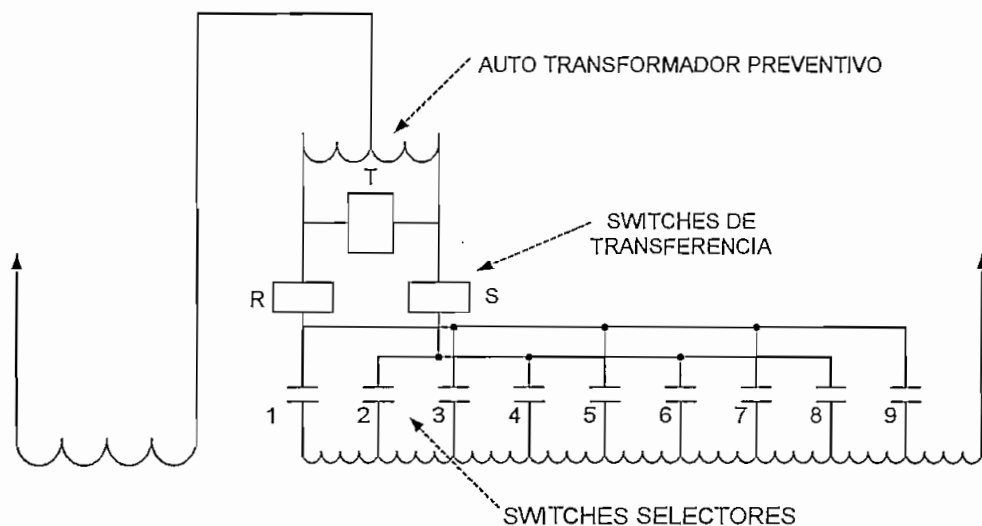 AUTO TRANSFORMADOR PREVENTIVO
T
SWITCHES DE
TRANSFERENCIA
R
S
1 2 3 4 5 6 7 8 9
SWITCHES SELECTORES